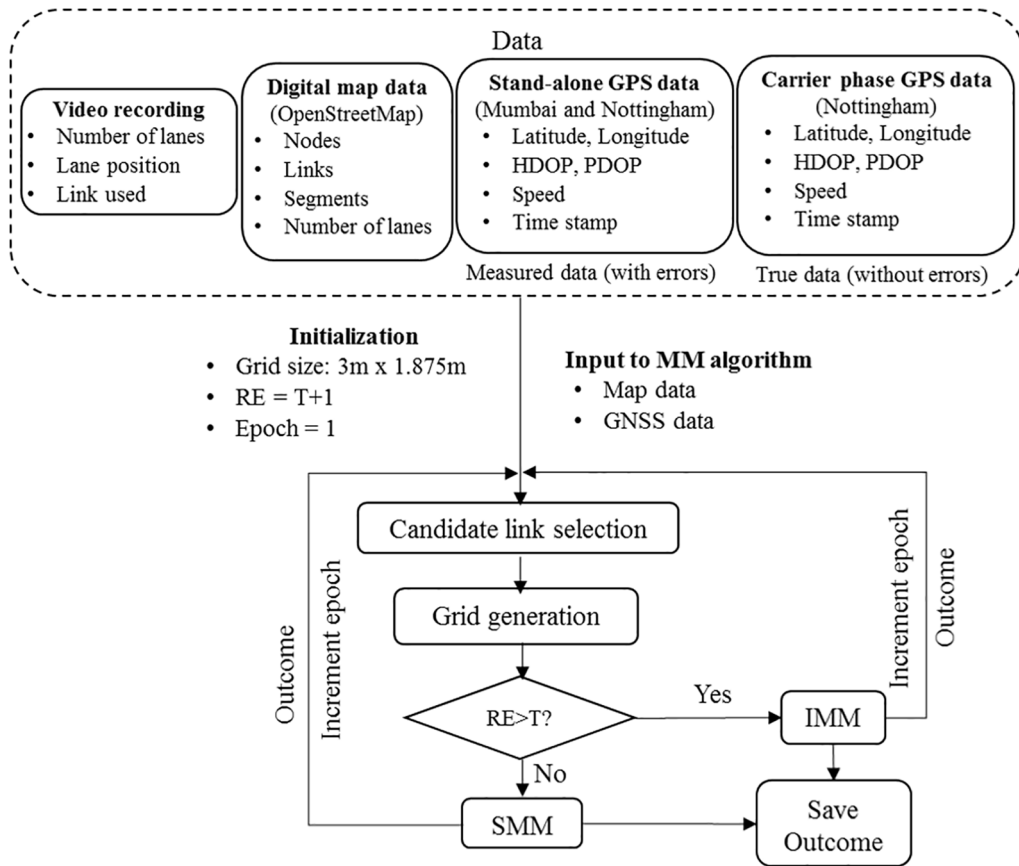 Data
Video recording
• Number of lanes
• Lane position
• Link used
Digital map data
(OpenStreetMap)
• Nodes
• Links
• Segments
• Number of lanes
Stand-alone GPS data
(Mumbai and Nottingham)
• Latitude, Longitude
• HDOP, PDOP
• Speed
• Time stamp
Measured data (with errors)
Carrier phase GPS data
(Nottingham)
• Latitude, Longitude
• HDOP, PDOP
• Speed
• Time stamp
True data (without errors)
Initialization
• Grid size: 3m x 1.875m
• RE = T+1
• Epoch = 1
Input to MM algorithm
• Map data
• GNSS data
Candidate link selection
Grid generation
RE>T?
Yes
IMM
No
SMM
Save
Outcome
Outcome
Increment epoch
Increment epoch
Outcome